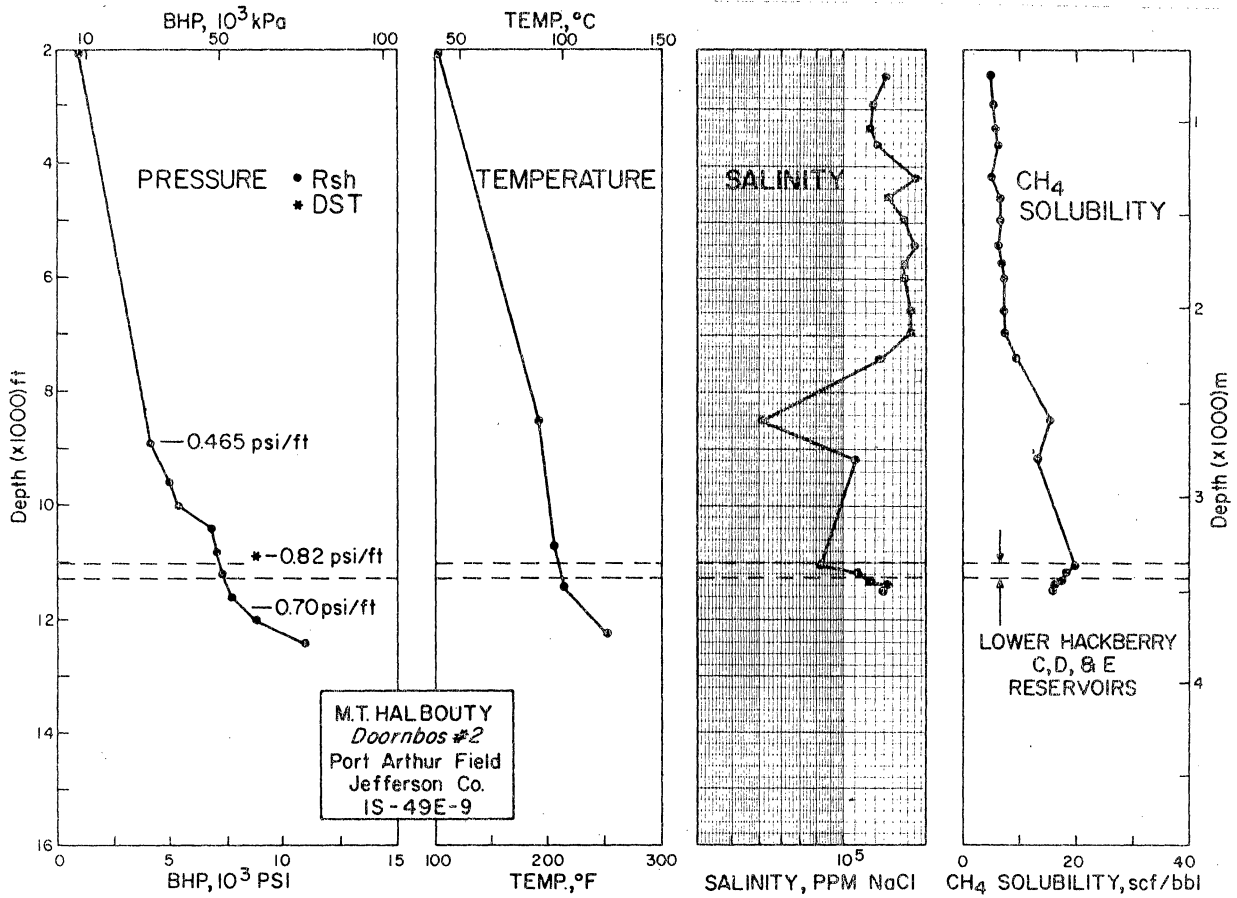 BHP, 10³ kPa
10 50 100
TEMP., °C
50 100 150
2
4
6
8
10
12
14
16
Depth (x1000) ft
PRESSURE
• Rsh
* DST
0.465 psi/ft
*-0.82 psi/ft
0.70 psi/ft
TEMPERATURE
SALINITY
CH₄
SOLUBILITY
1
2
3
4
Depth (x1000) m
LOWER HACKBERRY
C, D, & E
RESERVOIRS
M.T. HALBOUTY
Doornbos #2
Port Arthur Field
Jefferson Co.
IS-49E-9
0 5 10 15
BHP, 10³ PSI
100 200 300
TEMP., °F
10⁵
SALINITY, PPM NaCl
0 20 40
CH₄ SOLUBILITY, scf/bbl